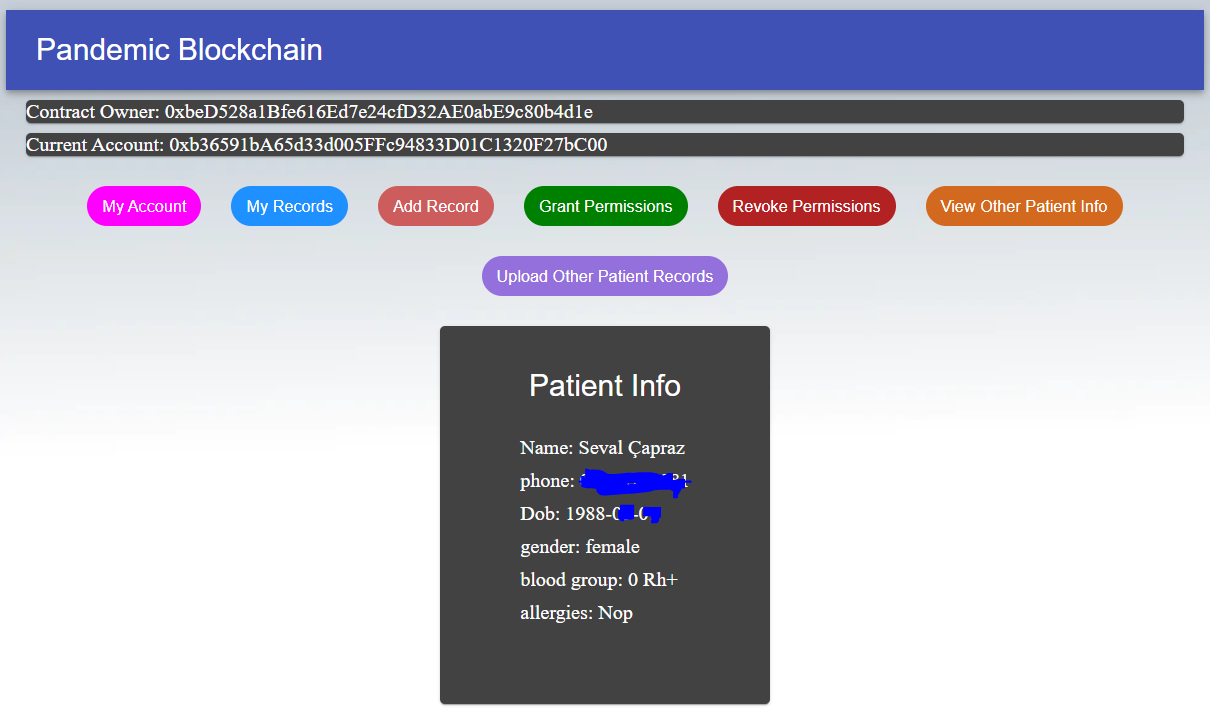 Pandemic Blockchain
Contract Owner: 0xbeD528a1Bfe616Ed7e24cfD32AE0abE9c80b4d1e
Current Account: 0xb36591bA65d33d005FFc94833D01C1320F27bC00
My Account My Records Add Record Grant Permissions Revoke Permissions View Other Patient Info
Upload Other Patient Records
Patient Info
Name: Seval Çapraz
phone:
Dob: 1988-
gender: female
blood group: 0 Rh+
allergies: Nop